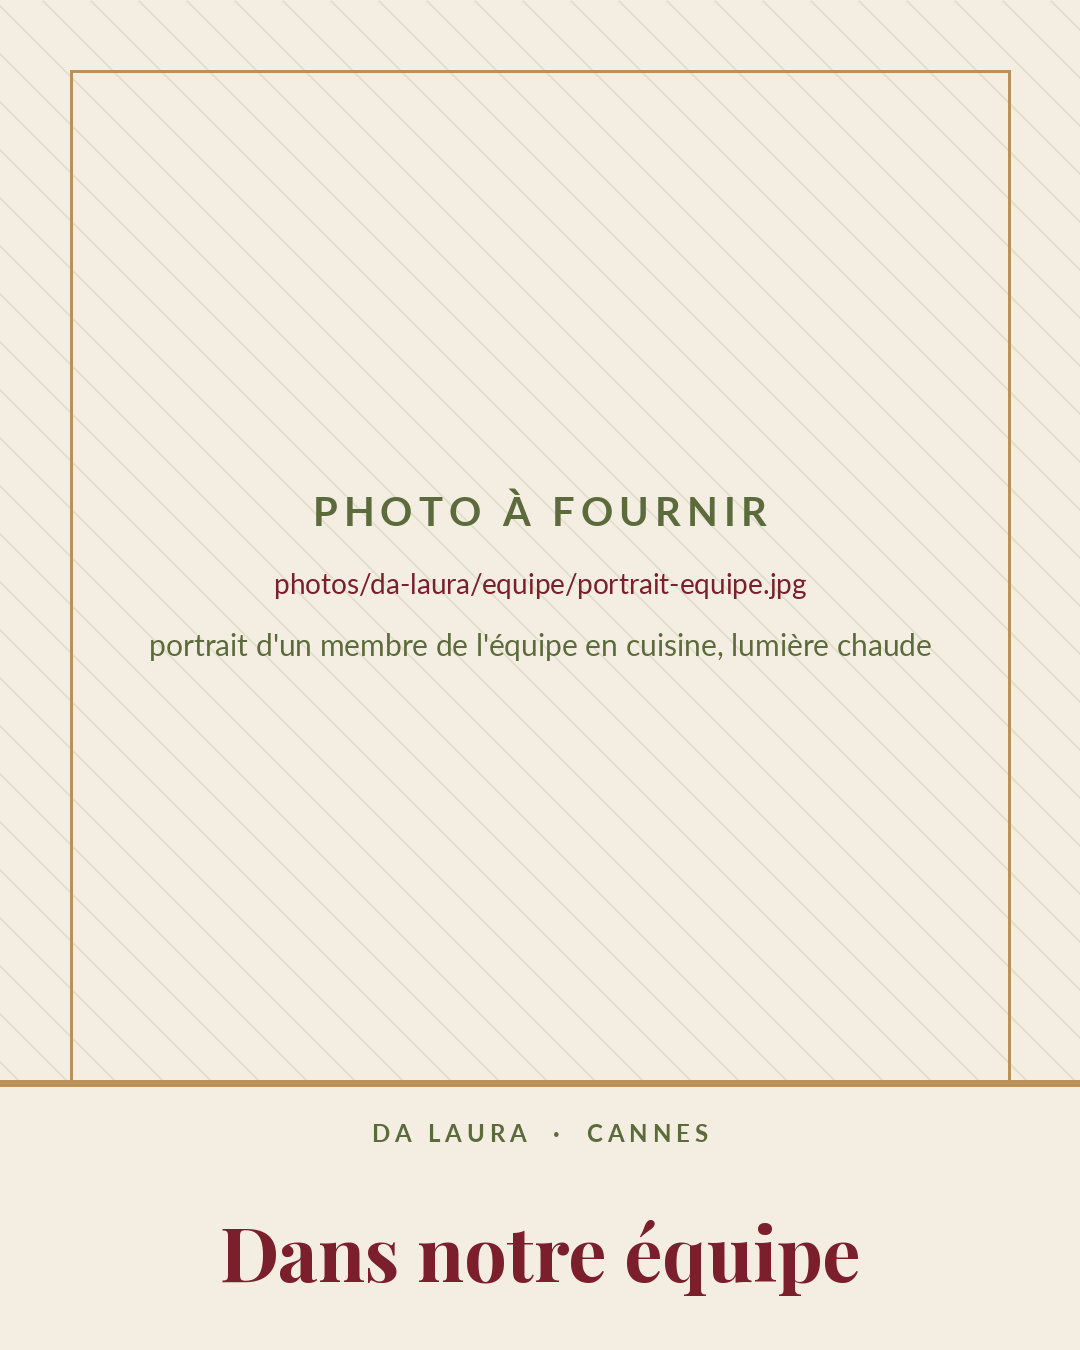 PHOTO À FOURNIR
photos/da-laura/equipe/portrait-equipe.jpg
portrait d'un membre de l'équipe en cuisine, lumière chaude
DA LAURA · CANNES
Dans notre équipe